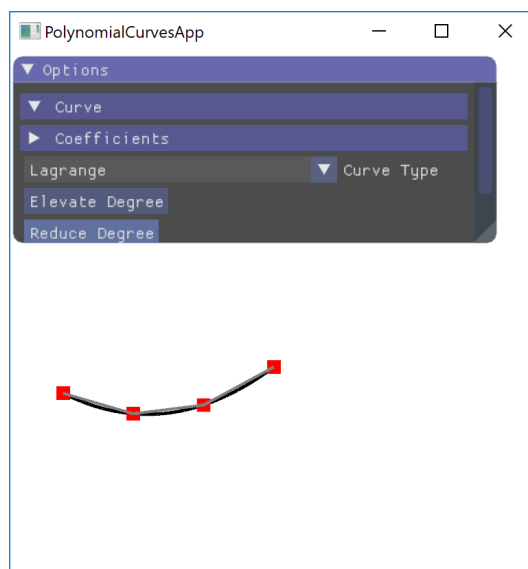 PolynomialCurvesApp
Options
Curve
Coefficients
Lagrange Curve Type
Elevate Degree
Reduce Degree